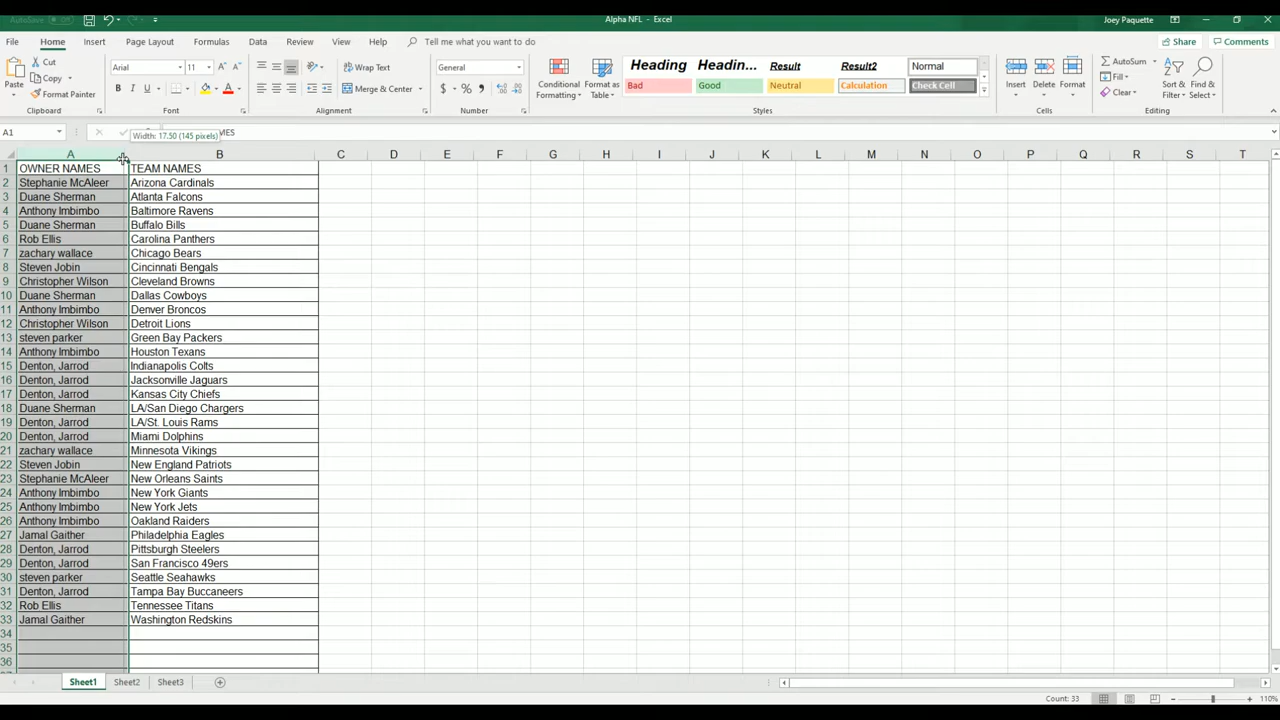 AutoSave Off
Alpha NFL - Excel
Joey Paquette
File Home Insert Page Layout Formulas Data Review View Help Tell me what you want to do Share Comments
Paste Cut Copy Format Painter Clipboard
Arial 11 B I U A Font
Wrap Text Merge & Center Alignment
General $ % Number
Conditional Formatting Format as Table
Heading Headin... Result Result2 Normal
Bad Good Neutral Calculation Check Cell
Styles
Insert Delete Format Cells
AutoSum Fill Clear Sort & Filter Find & Select Editing
A1 MES
Width: 17.50 (145 pixels)
A B C D E F G H I J K L M N O P Q R S T
1 OWNER NAMES TEAM NAMES
2 Stephanie McAleer Arizona Cardinals
3 Duane Sherman Atlanta Falcons
4 Anthony Imbimbo Baltimore Ravens
5 Duane Sherman Buffalo Bills
6 Rob Ellis Carolina Panthers
7 zachary wallace Chicago Bears
8 Steven Jobin Cincinnati Bengals
9 Christopher Wilson Cleveland Browns
10 Duane Sherman Dallas Cowboys
11 Anthony Imbimbo Denver Broncos
12 Christopher Wilson Detroit Lions
13 steven parker Green Bay Packers
14 Anthony Imbimbo Houston Texans
15 Denton, Jarrod Indianapolis Colts
16 Denton, Jarrod Jacksonville Jaguars
17 Denton, Jarrod Kansas City Chiefs
18 Duane Sherman LA/San Diego Chargers
19 Denton, Jarrod LA/St. Louis Rams
20 Denton, Jarrod Miami Dolphins
21 zachary wallace Minnesota Vikings
22 Steven Jobin New England Patriots
23 Stephanie McAleer New Orleans Saints
24 Anthony Imbimbo New York Giants
25 Anthony Imbimbo New York Jets
26 Anthony Imbimbo Oakland Raiders
27 Jamal Gaither Philadelphia Eagles
28 Denton, Jarrod Pittsburgh Steelers
29 Denton, Jarrod San Francisco 49ers
30 steven parker Seattle Seahawks
31 Denton, Jarrod Tampa Bay Buccaneers
32 Rob Ellis Tennessee Titans
33 Jamal Gaither Washington Redskins
34
35
36
Sheet1 Sheet2 Sheet3
Count: 33 110%